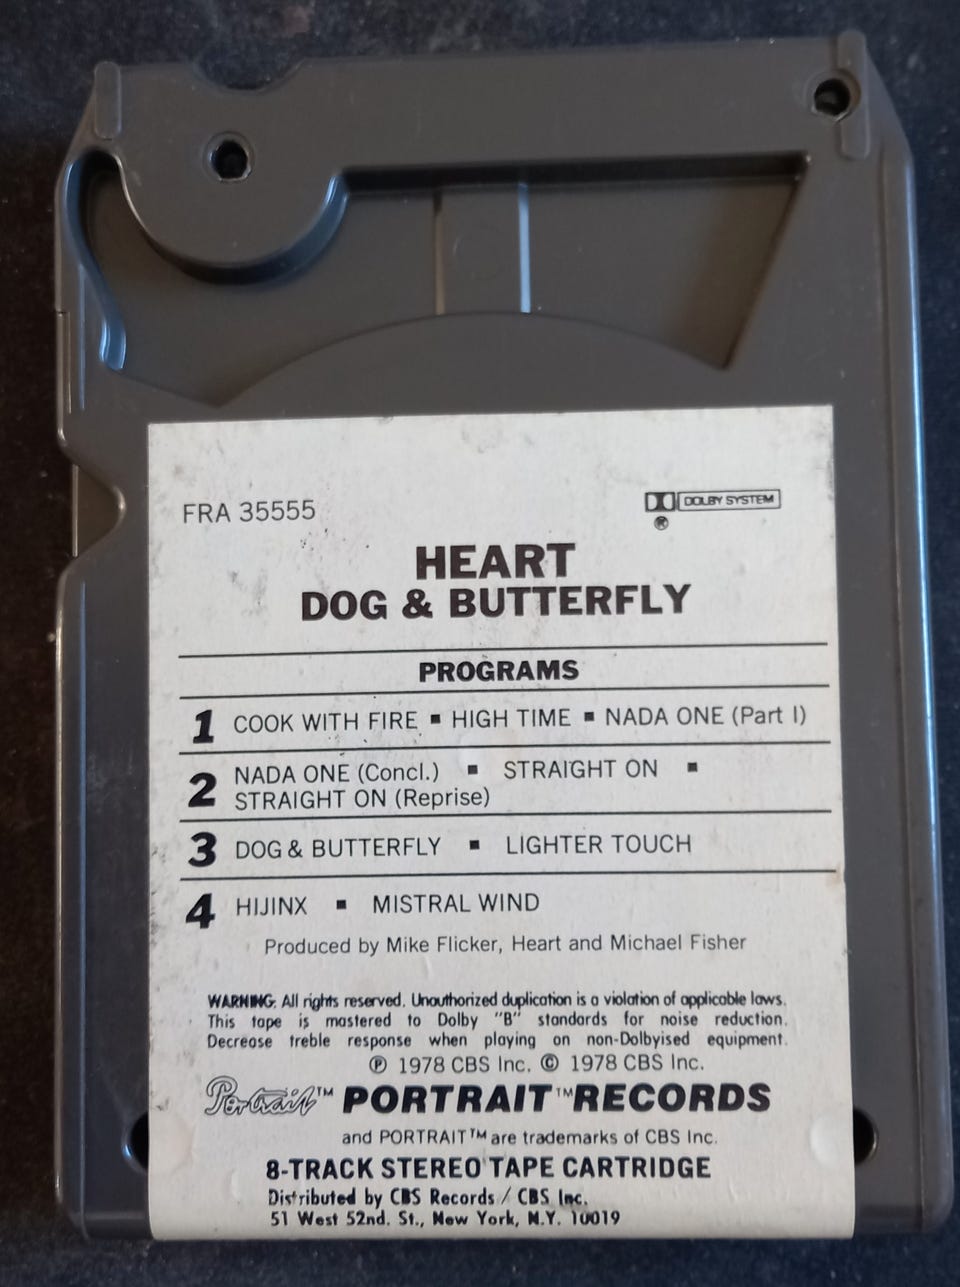 FRA 35555
DOLBY SYSTEM
®
HEART
DOG & BUTTERFLY
PROGRAMS
1 COOK WITH FIRE ▪ HIGH TIME ▪ NADA ONE (Part I)
2 NADA ONE (Concl.) ▪ STRAIGHT ON ▪
STRAIGHT ON (Reprise)
3 DOG & BUTTERFLY ▪ LIGHTER TOUCH
4 HIJINX ▪ MISTRAL WIND
Produced by Mike Flicker, Heart and Michael Fisher
WARNING: All rights reserved. Unauthorized duplication is a violation of applicable laws.
This tape is mastered to Dolby "B" standards for noise reduction.
Decrease treble response when playing on non-Dolbyised equipment.
℗ 1978 CBS Inc. © 1978 CBS Inc.
Portrait™ PORTRAIT™RECORDS
and PORTRAIT™ are trademarks of CBS Inc.
8-TRACK STEREO TAPE CARTRIDGE
Distributed by CBS Records / CBS Inc.
51 West 52nd. St., New York, N.Y. 10019